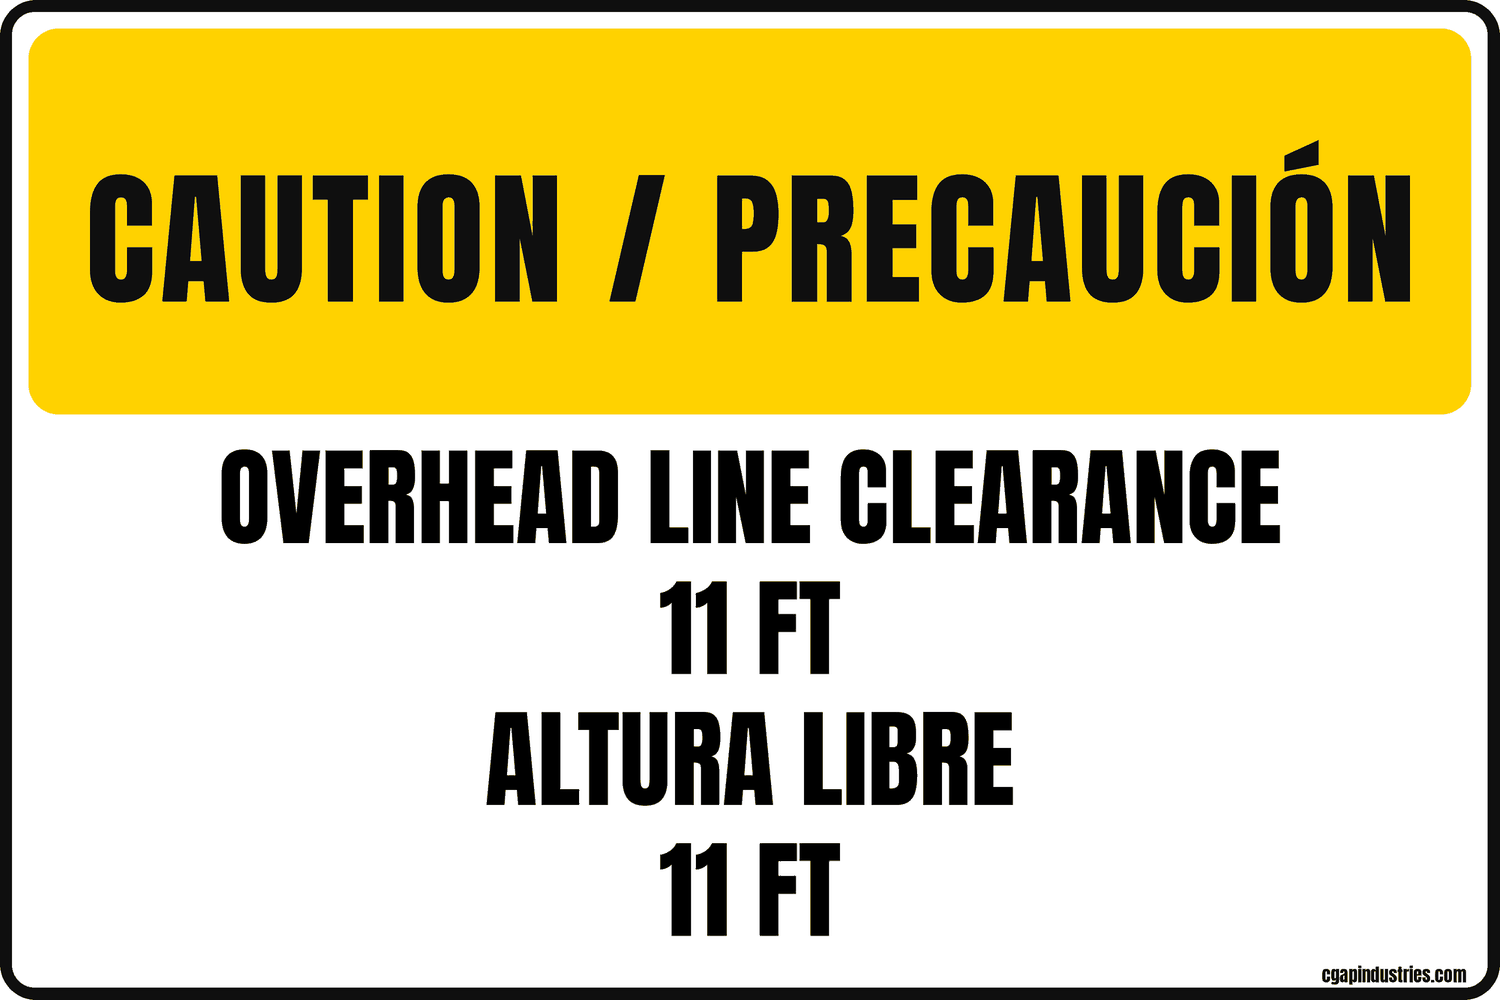 CAUTION / PRECAUCIÓN
OVERHEAD LINE CLEARANCE
11 FT
ALTURA LIBRE
11 FT
cgapindustries.com